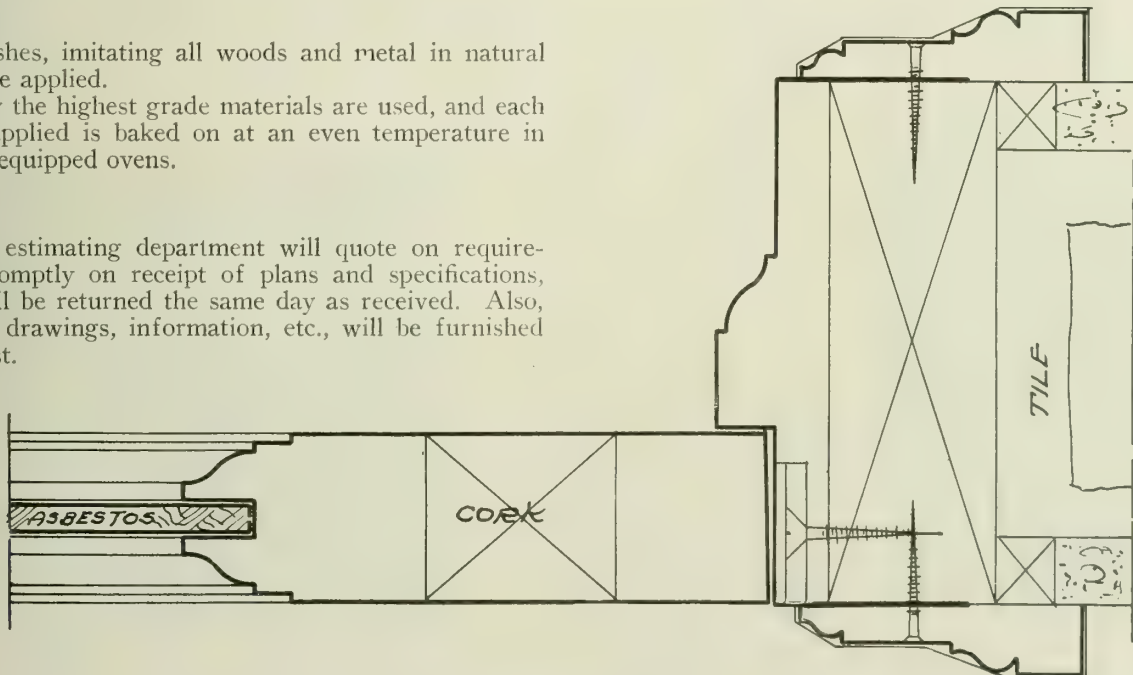 shes, imitating all woods and metal in natural
e applied.
the highest grade materials are used, and each
applied is baked on at an even temperature in
equipped ovens.
estimating department will quote on require-
omptly on receipt of plans and specifications,
ll be returned the same day as received. Also,
drawings, information, etc., will be furnished
st.
TILE
ASBESTOS
CORK